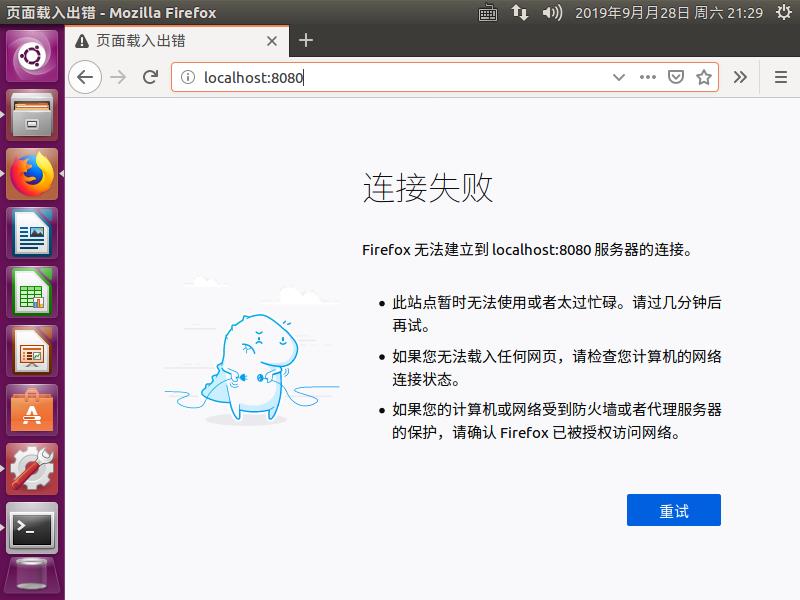 页面载入出错 - Mozilla Firefox
2019年9月月28日 周六 21:29
页面载入出错
localhost:8080
连接失败
Firefox 无法建立到 localhost:8080 服务器的连接。
此站点暂时无法使用或者太过忙碌。请过几分钟后
再试。
如果您无法载入任何网页，请检查您计算机的网络
连接状态。
如果您的计算机或网络受到防火墙或者代理服务器
的保护，请确认 Firefox 已被授权访问网络。
重试